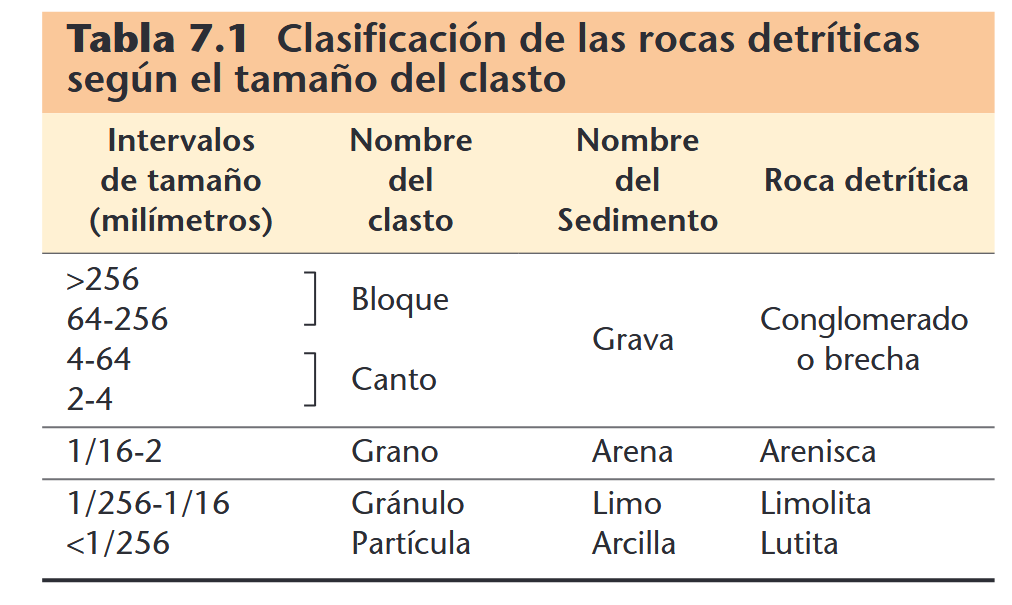 Tabla 7.1 Clasificación de las rocas detríticas
según el tamaño del clasto
Intervalos de tamaño (milímetros) Nombre del clasto Nombre del Sedimento Roca detrítica
>256
64-256
Bloque
4-64
2-4
Canto
Grava
Conglomerado
o brecha
1/16-2 Grano Arena Arenisca
1/256-1/16 Gránulo Limo Limolita
<1/256 Partícula Arcilla Lutita